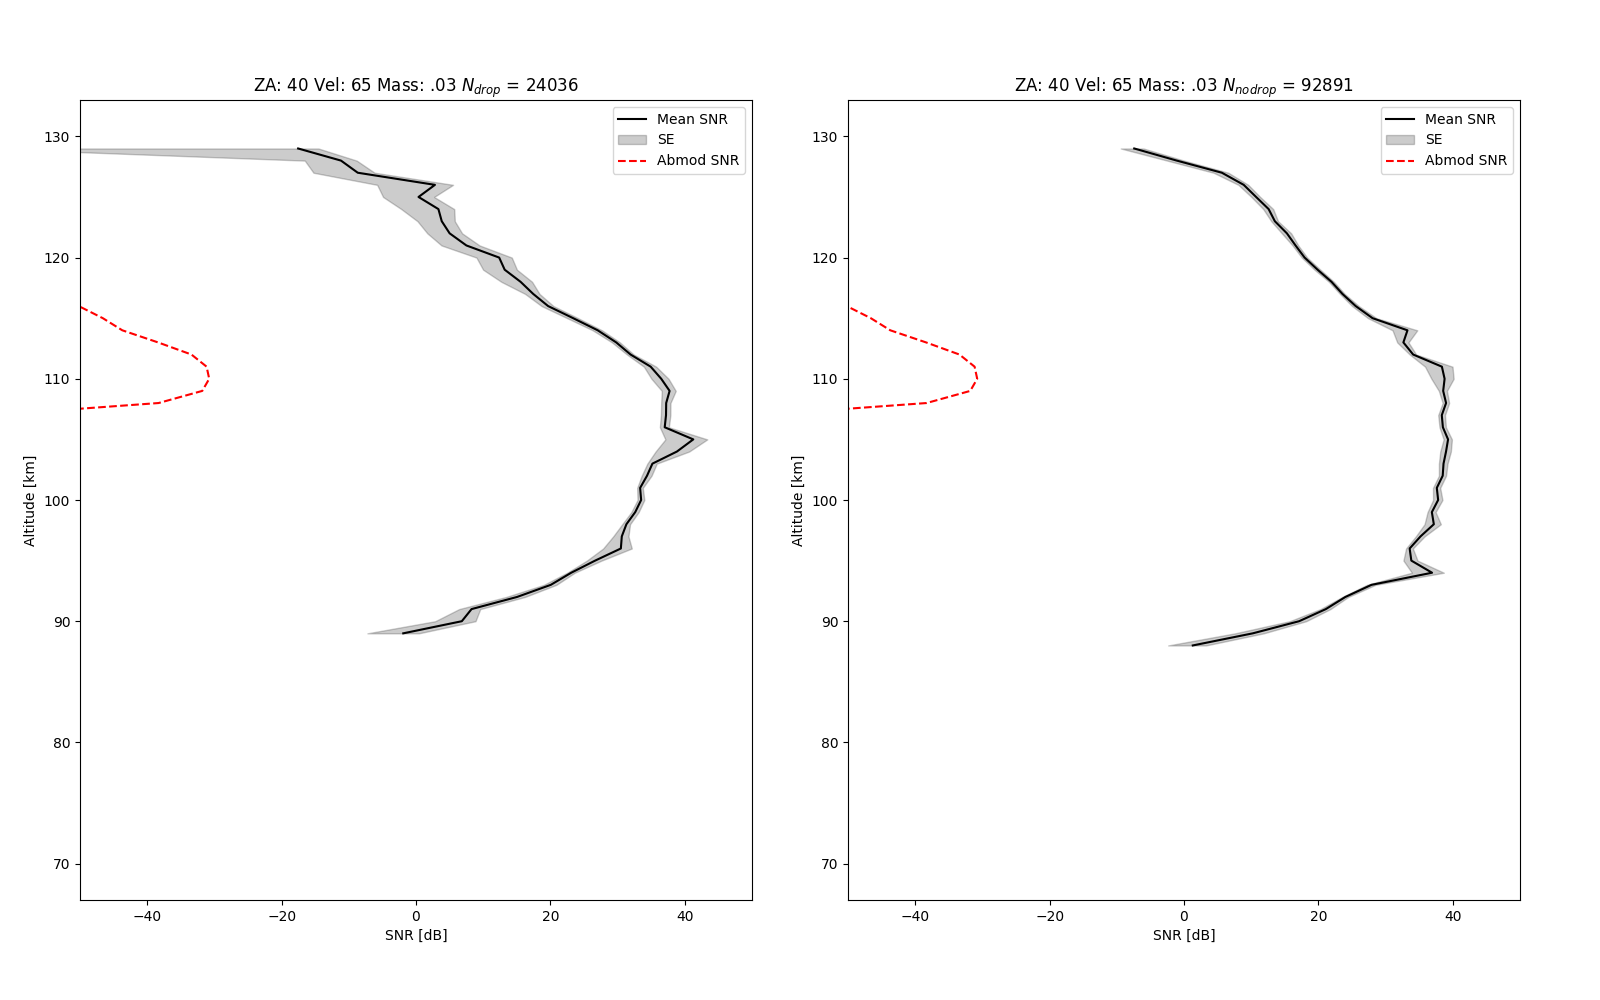 ZA: 40 Vel: 65 Mass: .03 N_drop = 24036
Mean SNR
SE
Abmod SNR
130
120
110
100
90
80
70
Altitude [km]
−40
−20
0
20
40
SNR [dB]
ZA: 40 Vel: 65 Mass: .03 N_nodrop = 92891
Mean SNR
SE
Abmod SNR
130
120
110
100
90
80
70
Altitude [km]
−40
−20
0
20
40
SNR [dB]